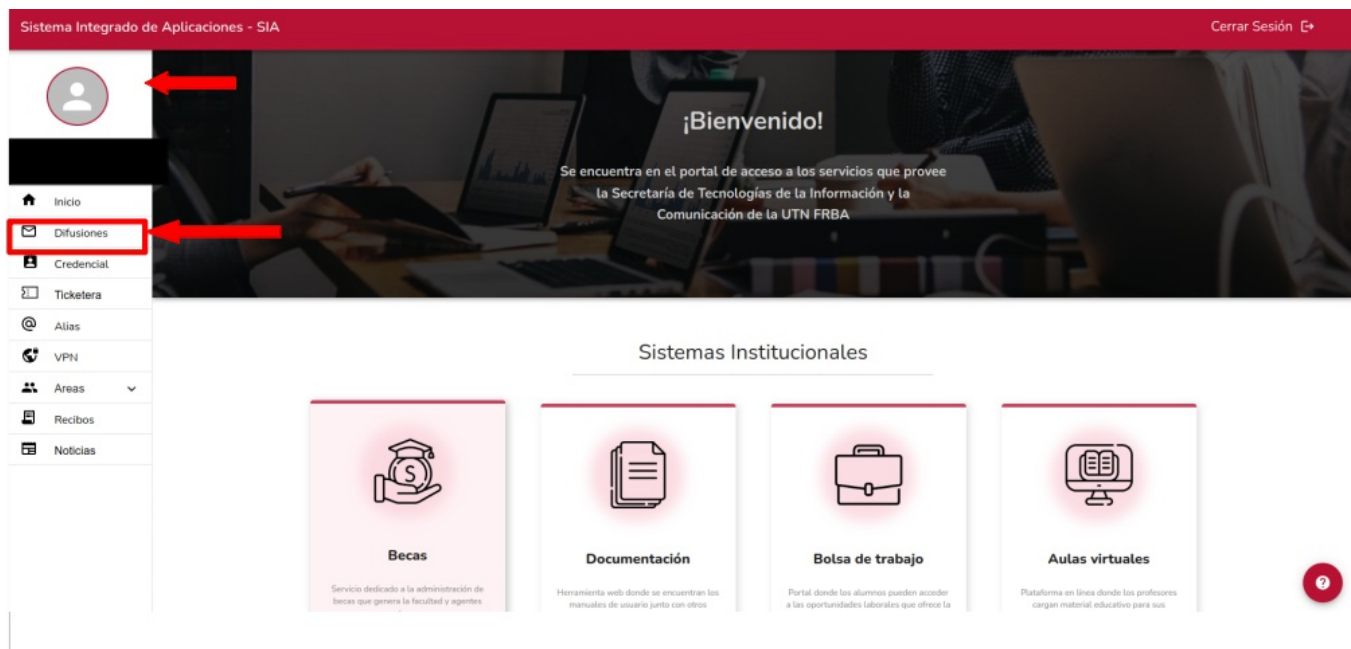 Sistema Integrado de Aplicaciones - SIA
Cerrar Sesión
¡Bienvenido!
Se encuentra en el portal de acceso a los servicios que provee
la Secretaría de Tecnologías de la Información y la
Comunicación de la UTN FRBA
Inicio
Difusiones
Credencial
Ticketera
Alias
VPN
Areas
Recibos
Noticias
Sistemas Institucionales
Becas
Servicio dedicado a la administración de
becas que genera la facultad y agentes
Documentación
Herramienta web donde se encuentran los
manuales de usuario junto con otros
Bolsa de trabajo
Portal donde los alumnos pueden acceder
a las oportunidades laborales que ofrece la
Aulas virtuales
Plataforma en línea donde los profesores
cargan material educativo para sus